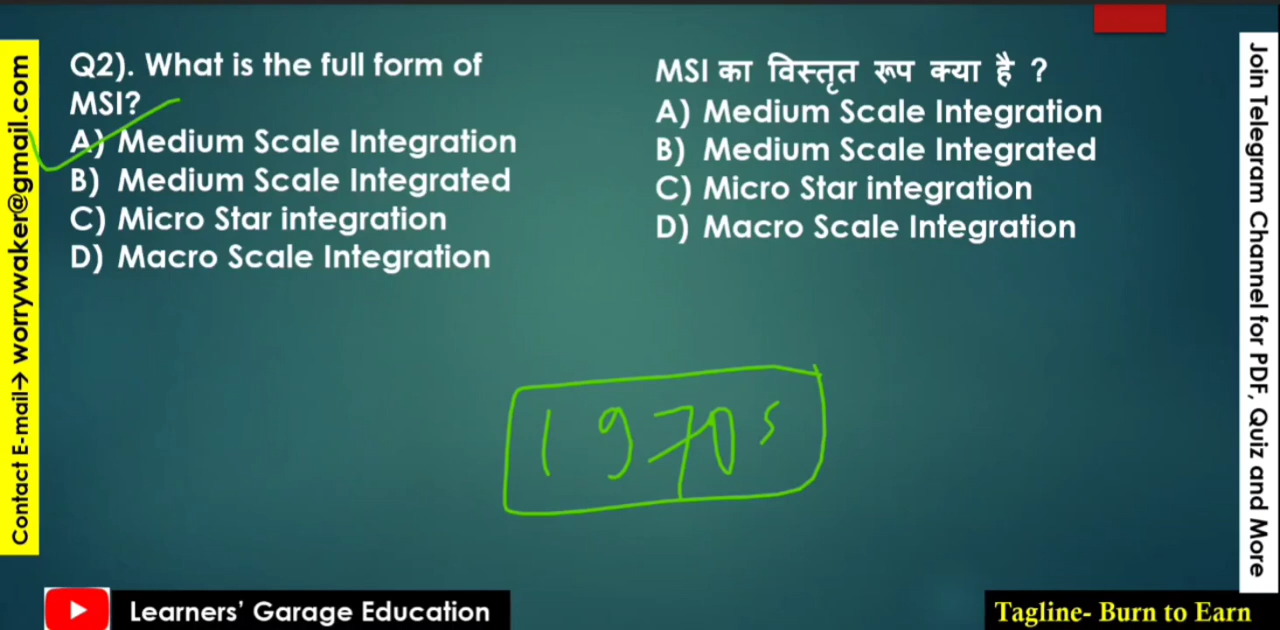 Q2). What is the full form of
MSI?
A) Medium Scale Integration
B) Medium Scale Integrated
C) Micro Star integration
D) Macro Scale Integration
MSI का विस्तृत रूप क्या है ?
A) Medium Scale Integration
B) Medium Scale Integrated
C) Micro Star integration
D) Macro Scale Integration
1970s
Contact E-mail→ worrywaker@gmail.com
Join Telegram Channel for PDF, Quiz and More
Learners’ Garage Education
Tagline- Burn to Earn